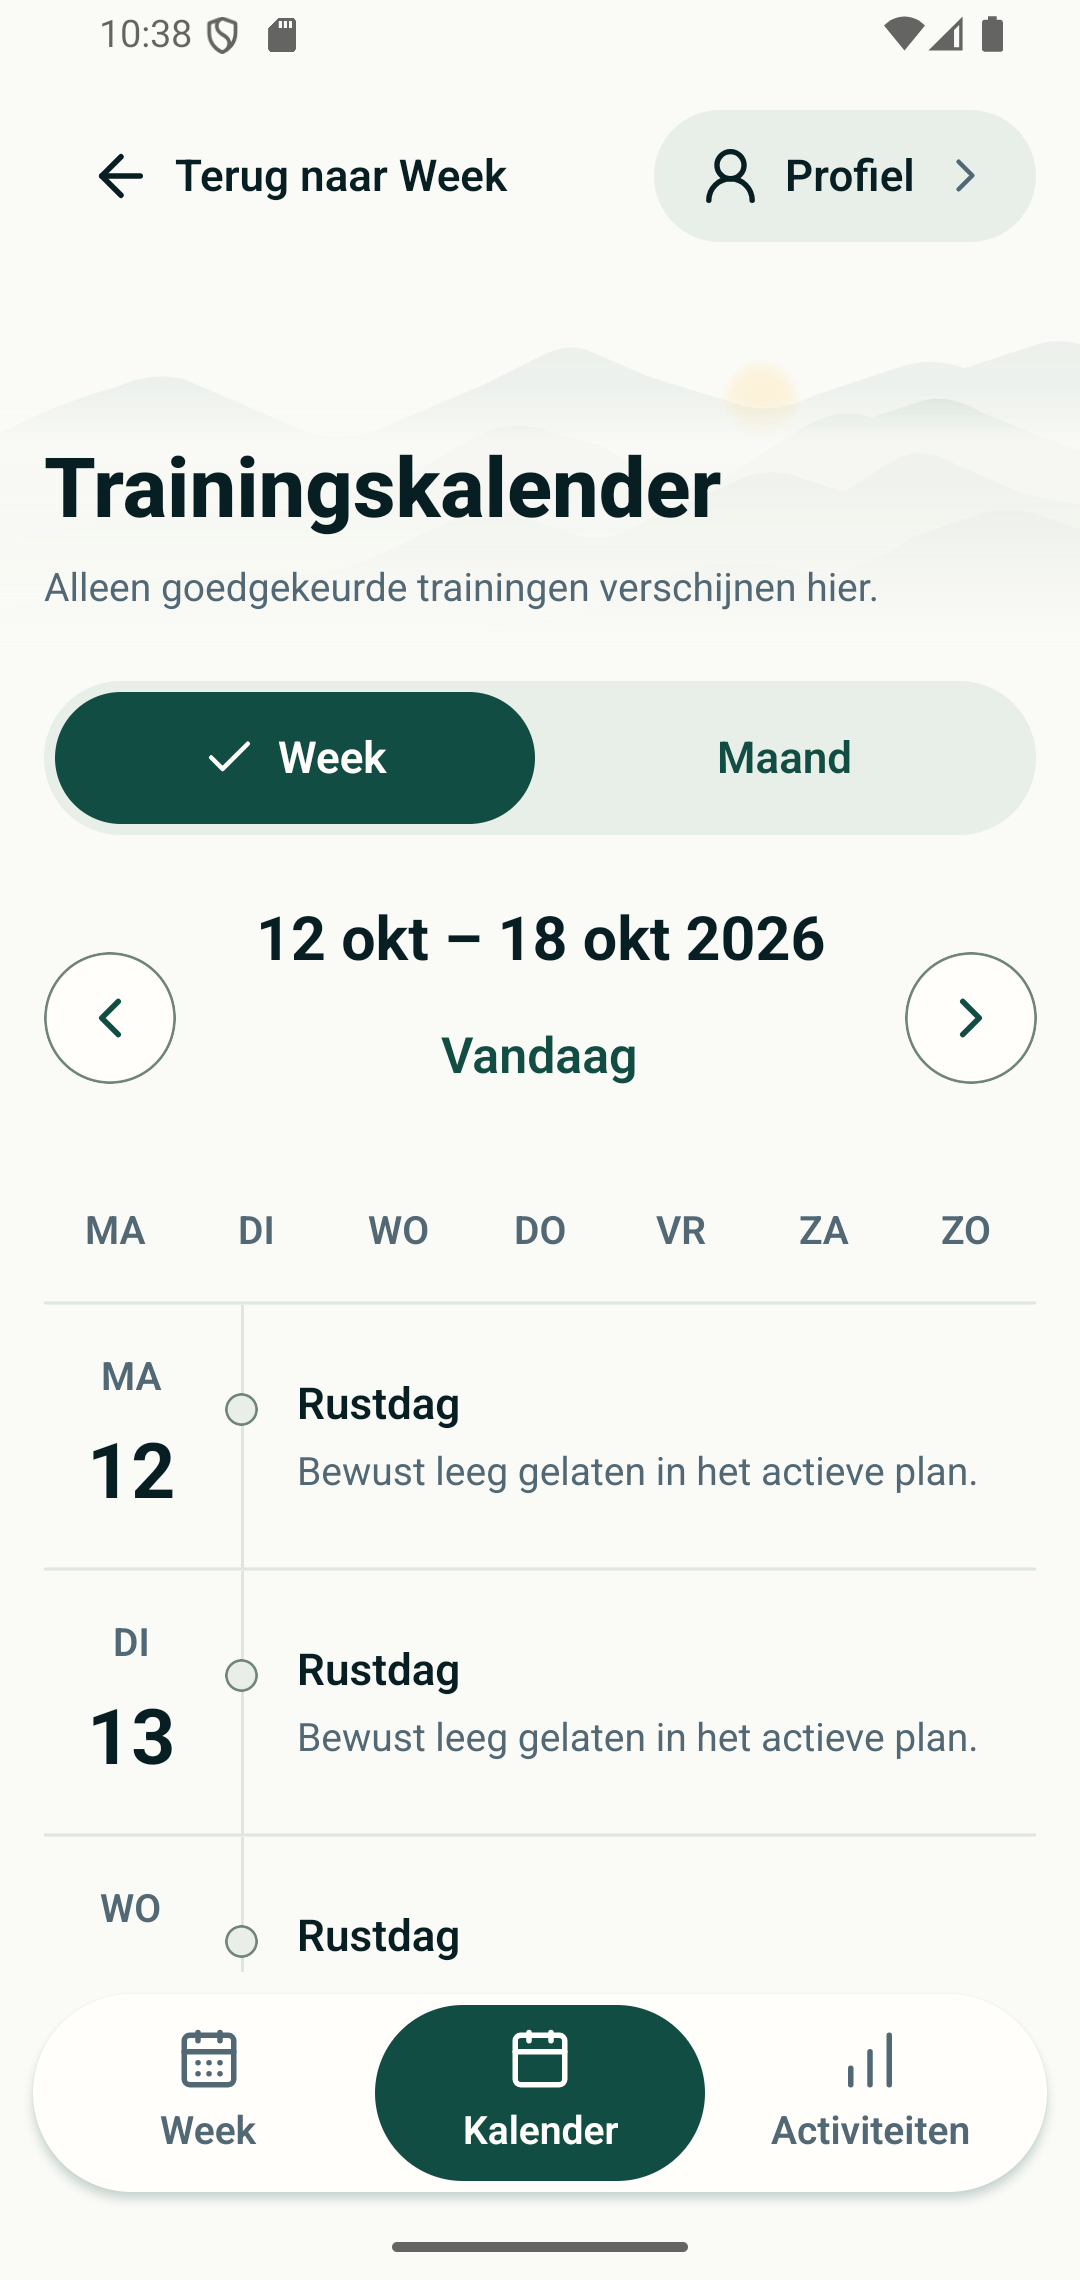 10:38
Terug naar Week
Profiel
Trainingskalender
Alleen goedgekeurde trainingen verschijnen hier.
Week
Maand
12 okt – 18 okt 2026
Vandaag
MA DI WO DO VR ZA ZO
MA
12
Rustdag
Bewust leeg gelaten in het actieve plan.
DI
13
Rustdag
Bewust leeg gelaten in het actieve plan.
WO
Rustdag
Week
Kalender
Activiteiten